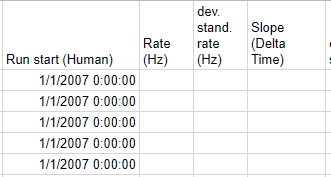 Run start (Human)
Rate
(Hz)
dev.
stand.
rate
(Hz)
Slope
(Delta
Time)
1/1/2007 0:00:00
1/1/2007 0:00:00
1/1/2007 0:00:00
1/1/2007 0:00:00
1/1/2007 0:00:00